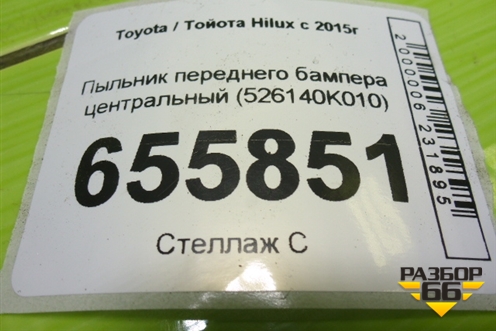 Toyota / Тойота Hilux с 2015г
Пыльник переднего бампера
центральный (526140K010)
655851
Стеллаж С
2000006231895
РАЗБОР
66